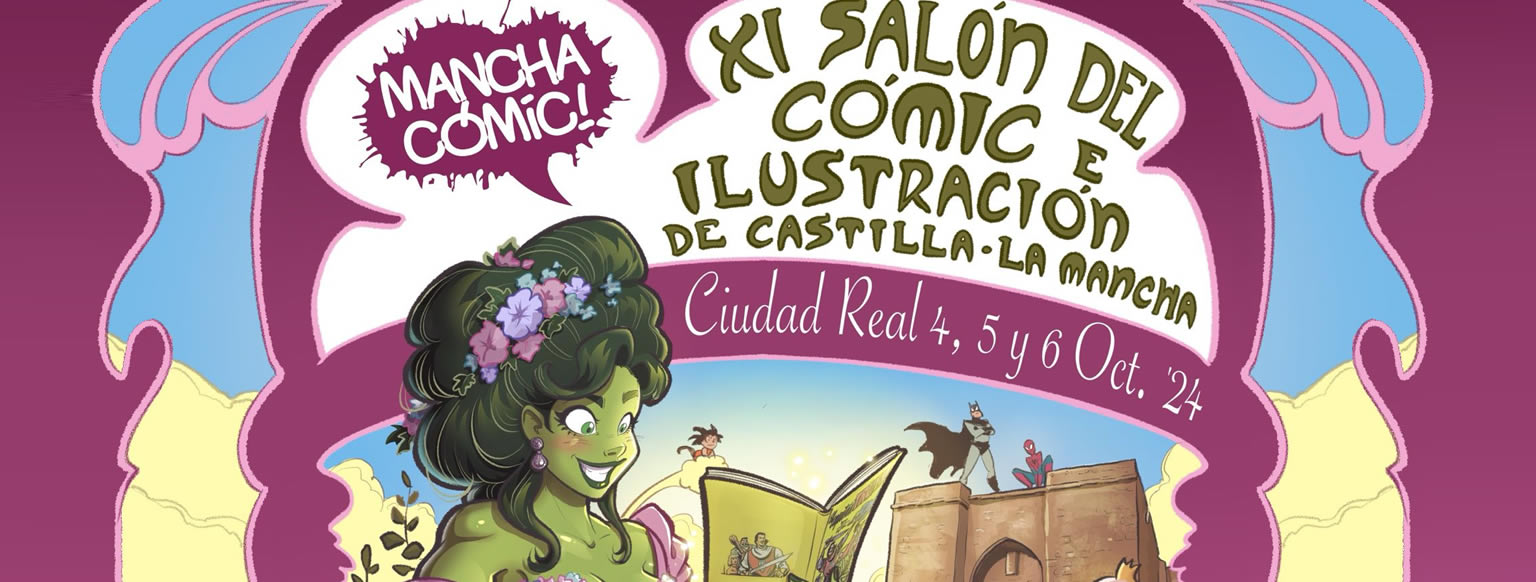 MANCHA
CÓMIC!
XI SALÓN DEL
CÓMIC E
ILUSTRACIÓN
DE CASTILLA-LA MANCHA
Ciudad Real 4, 5 y 6 Oct. '24